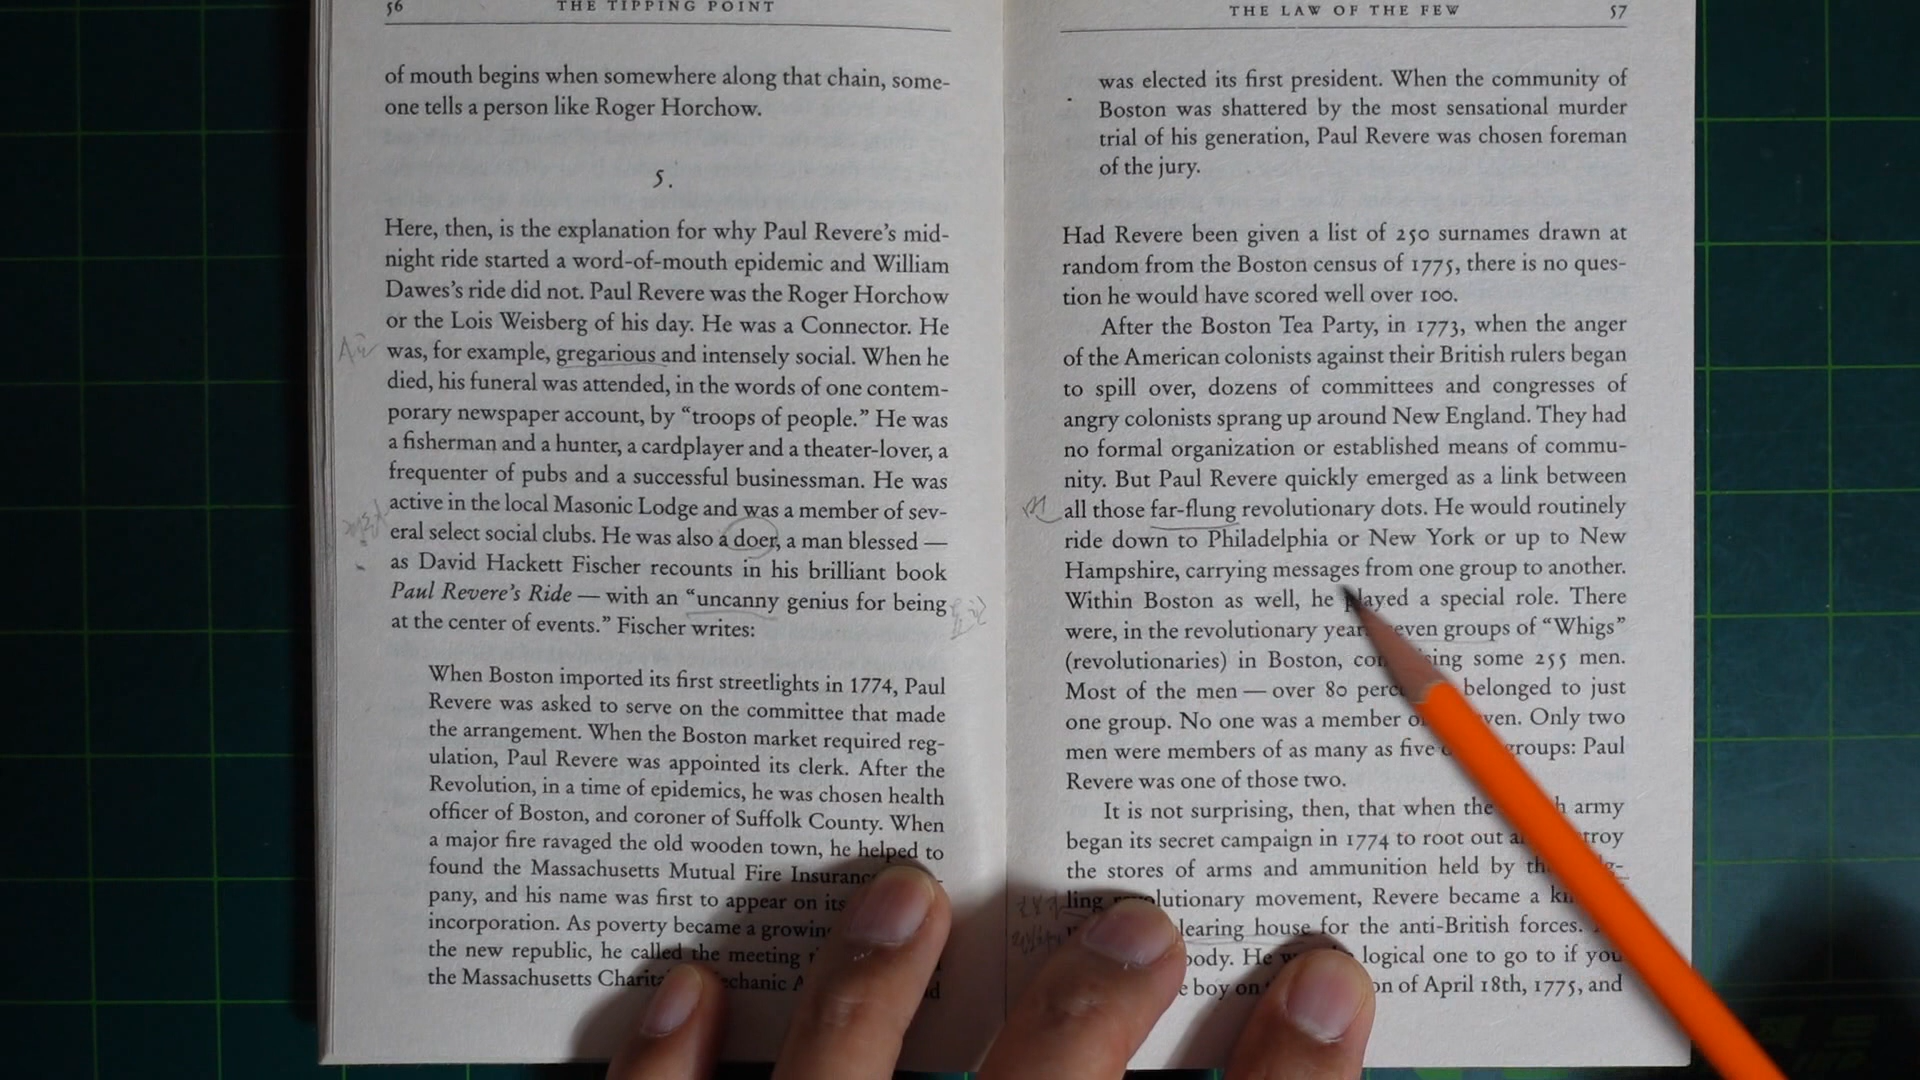 56
THE TIPPING POINT
of mouth begins when somewhere along that chain, some-
one tells a person like Roger Horchow.
5.
Here, then, is the explanation for why Paul Revere's mid-
night ride started a word-of-mouth epidemic and William
Dawes's ride did not. Paul Revere was the Roger Horchow
or the Lois Weisberg of his day. He was a Connector. He
was, for example, gregarious and intensely social. When he
died, his funeral was attended, in the words of one contem-
porary newspaper account, by “troops of people.” He was
a fisherman and a hunter, a cardplayer and a theater-lover, a
frequenter of pubs and a successful businessman. He was
active in the local Masonic Lodge and was a member of sev-
eral select social clubs. He was also a doer, a man blessed —
as David Hackett Fischer recounts in his brilliant book
Paul Revere's Ride — with an “uncanny genius for being
at the center of events.” Fischer writes:
When Boston imported its first streetlights in 1774, Paul
Revere was asked to serve on the committee that made
the arrangement. When the Boston market required reg-
ulation, Paul Revere was appointed its clerk. After the
Revolution, in a time of epidemics, he was chosen health
officer of Boston, and coroner of Suffolk County. When
a major fire ravaged the old wooden town, he helped to
found the Massachusetts Mutual Fire
pany, and his name was first to appear on its
incorporation. As poverty became a
the new republic, he called the meeting
the Massachusetts
THE LAW OF THE FEW
57
was elected its first president. When the community of
Boston was shattered by the most sensational murder
trial of his generation, Paul Revere was chosen foreman
of the jury.
Had Revere been given a list of 250 surnames drawn at
random from the Boston census of 1775, there is no ques-
tion he would have scored well over 100.
After the Boston Tea Party, in 1773, when the anger
of the American colonists against their British rulers began
to spill over, dozens of committees and congresses of
angry colonists sprang up around New England. They had
no formal organization or established means of commu-
nity. But Paul Revere quickly emerged as a link between
all those far-flung revolutionary dots. He would routinely
ride down to Philadelphia or New York or up to New
Hampshire, carrying messages from one group to another.
Within Boston as well, he played a special role. There
were, in the revolutionary groups of “Whigs”
(revolutionaries) in Boston, some 255 men.
Most of the men — over 80 belonged to just
one group. No one was a member Only two
men were members of as many as five groups: Paul
Revere was one of those two.
It is not surprising, then, that when the army
began its secret campaign in 1774 to root out
the stores of arms and ammunition held by
ling movement, Revere became a
house for the anti-British forces.
He logical one to go to if you
boy on of April 18th, 1775, and